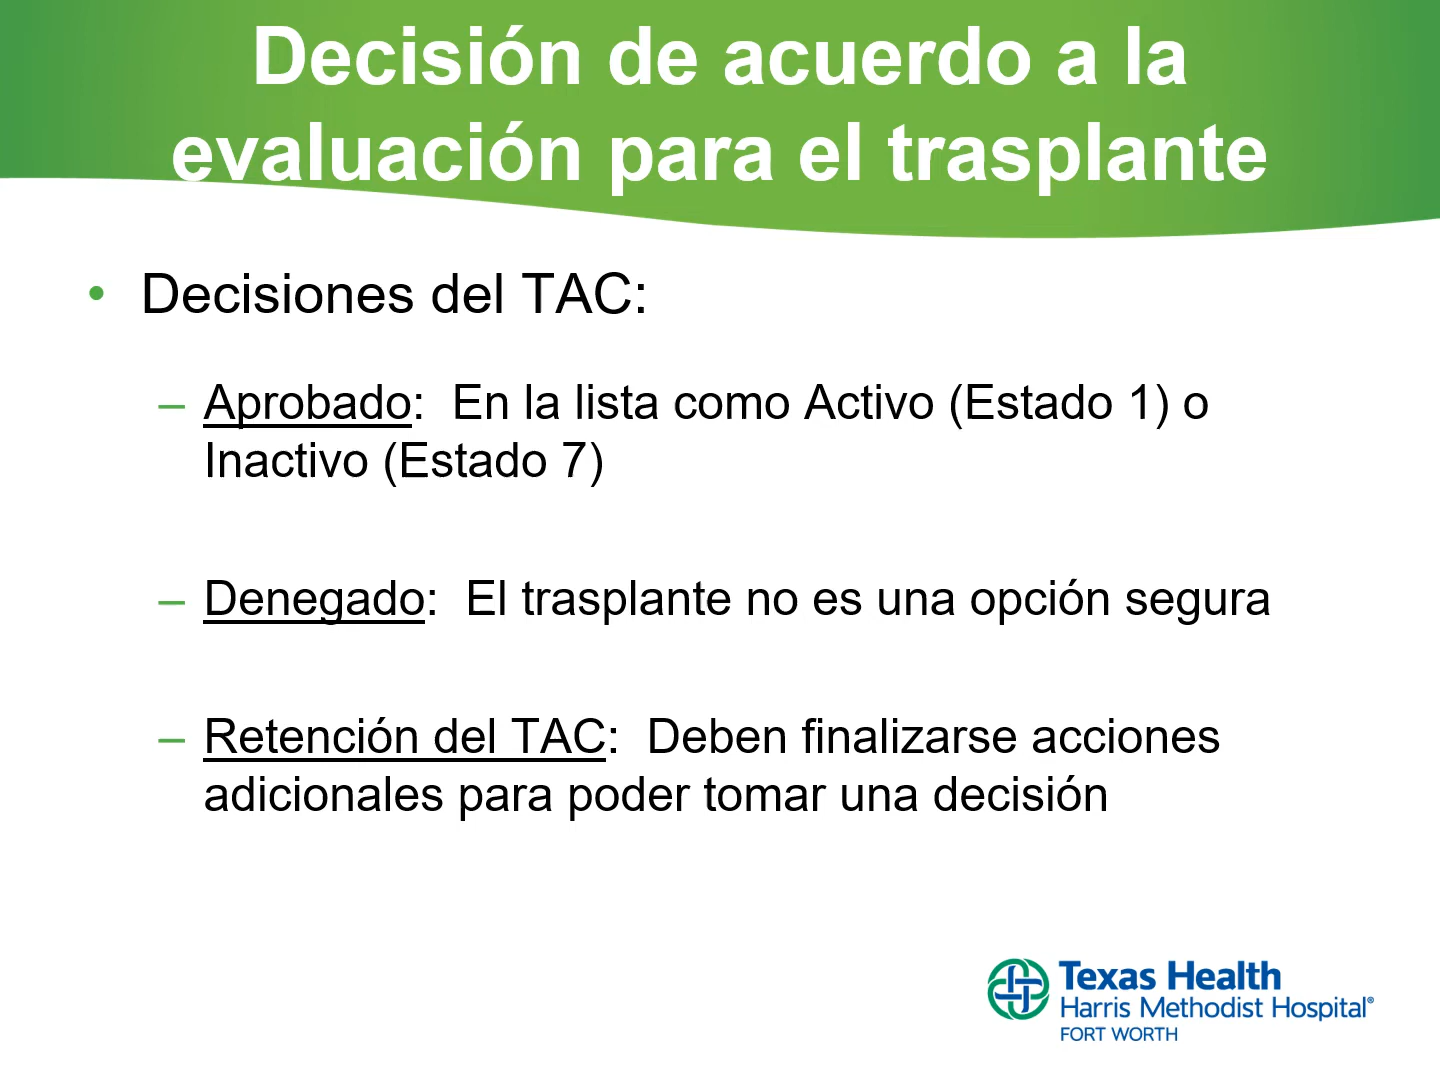 Decisión de acuerdo a la
evaluación para el trasplante
• Decisiones del TAC:
– Aprobado: En la lista como Activo (Estado 1) o
Inactivo (Estado 7)
– Denegado: El trasplante no es una opción segura
– Retención del TAC: Deben finalizarse acciones
adicionales para poder tomar una decisión
Texas Health
Harris Methodist Hospital®
FORT WORTH